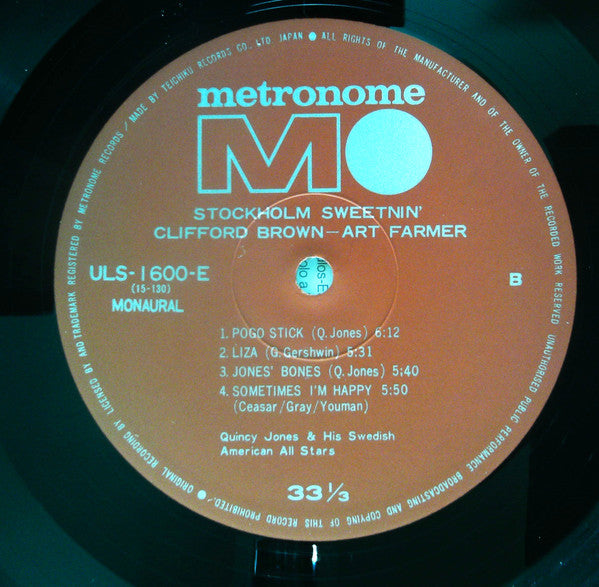 metronome
MO
STOCKHOLM SWEETNIN'
CLIFFORD BROWN—ART FARMER
ULS-1600-E
(15-130)
MONAURAL
B
1. POGO STICK (Q. Jones) 6:12
2. LIZA (G. Gershwin) 5:31
3. JONES' BONES (Q. Jones) 5;40
4. SOMETIMES I'M HAPPY 5:50
(Ceasar/Gray/Youman)
Quincy Jones & His Swedish
American All Stars
33 1/3
● ORIGINAL RECORDING BY LICENSED BY AND TRADEMARK REGISTERED BY METRONOME RECORDS / MADE BY TEICHIKU RECORDS CO., LTD. JAPAN ● ALL RIGHTS OF THE MANUFACTURER AND OF THE OWNER OF THE RECORDED WORK RESERVED UNAUTHORISED PUBLIC PERFORMANCE BROADCASTING AND COPYING OF THIS RECORD PROHIBITED.